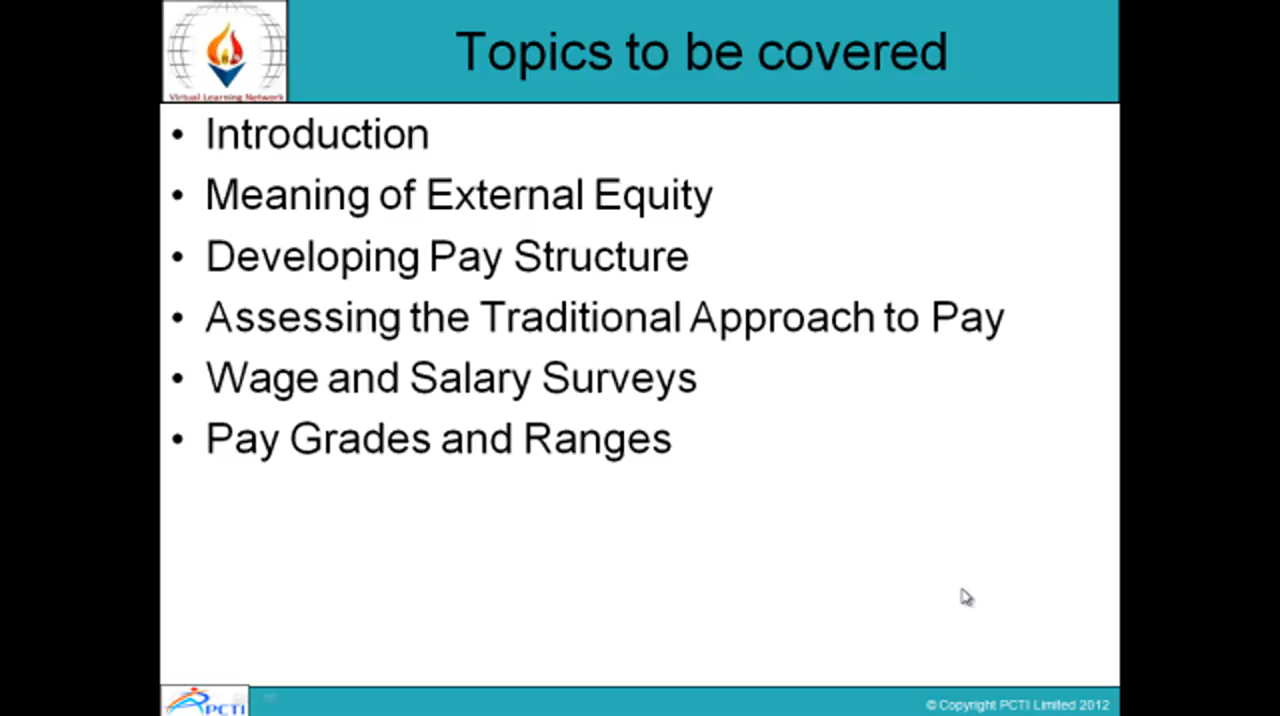 Topics to be covered
Virtual Learning Network
• Introduction
• Meaning of External Equity
• Developing Pay Structure
• Assessing the Traditional Approach to Pay
• Wage and Salary Surveys
• Pay Grades and Ranges
PCTI
© Copyright PCTI Limited 2012